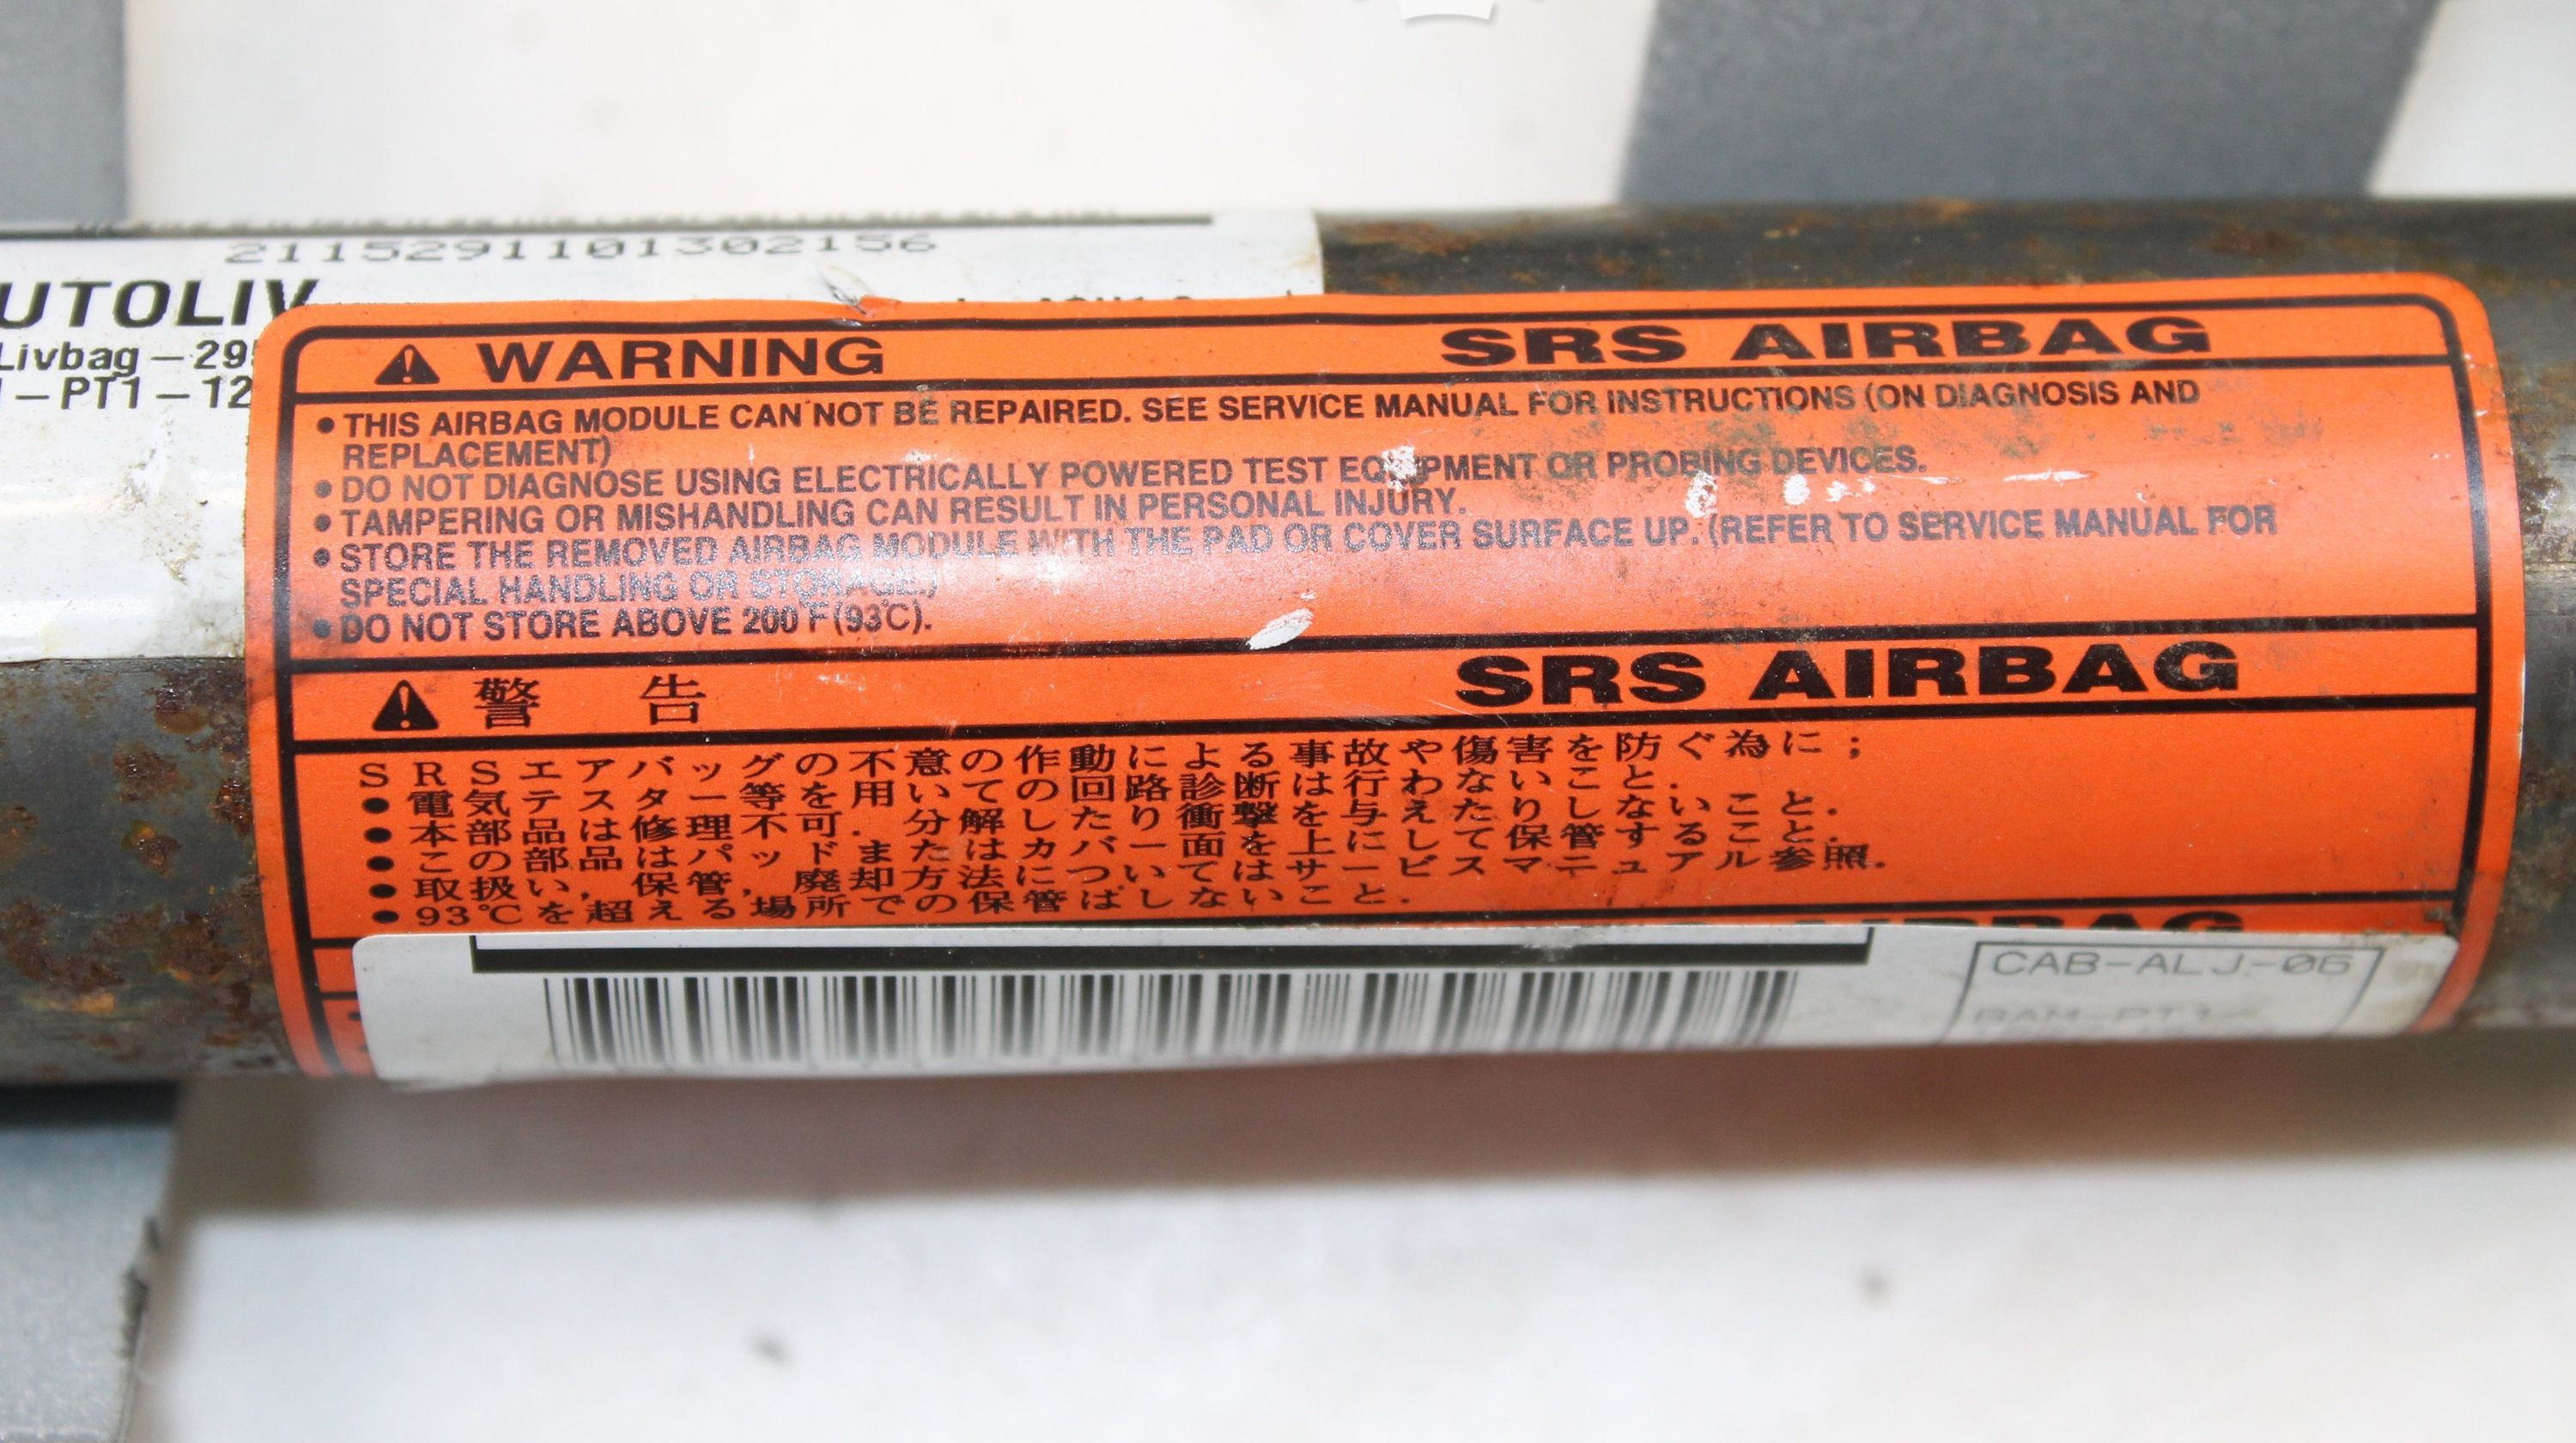 2115291101302156
UTOLIV
Livbag-29
-PT1-12
WARNING SRS AIRBAG
•THIS AIRBAG MODULE CAN NOT BE REPAIRED. SEE SERVICE MANUAL FOR INSTRUCTIONS (ON DIAGNOSIS AND
REPLACEMENT)
•DO NOT DIAGNOSE USING ELECTRICALLY POWERED TEST EQUIPMENT OR PROBING DEVICES.
•TAMPERING OR MISHANDLING CAN RESULT IN PERSONAL INJURY.
•STORE THE REMOVED AIRBAG MODULE WITH THE PAD OR COVER SURFACE UP. (REFER TO SERVICE MANUAL FOR
SPECIAL HANDLING OR STORAGE.)
•DO NOT STORE ABOVE 200°F(93℃).
警告 SRS AIRBAG
SRSエアバッグの不意の作動による事故や傷害を防ぐ為に;
●電気テスター等を用いての回路診断は行わないこと.
●本部品は修理不可. 分解したり衝撃を与えたりしないこと.
●この部品はパッド.またはカバー面を上にして保管すること.
●取扱い, 保管, 廃却方法についてはサービスマニュアル参照.
●93℃を超える場所での保管ばしないこと.
AIRBAG
CAB-ALJ-06
RAM-PT1-